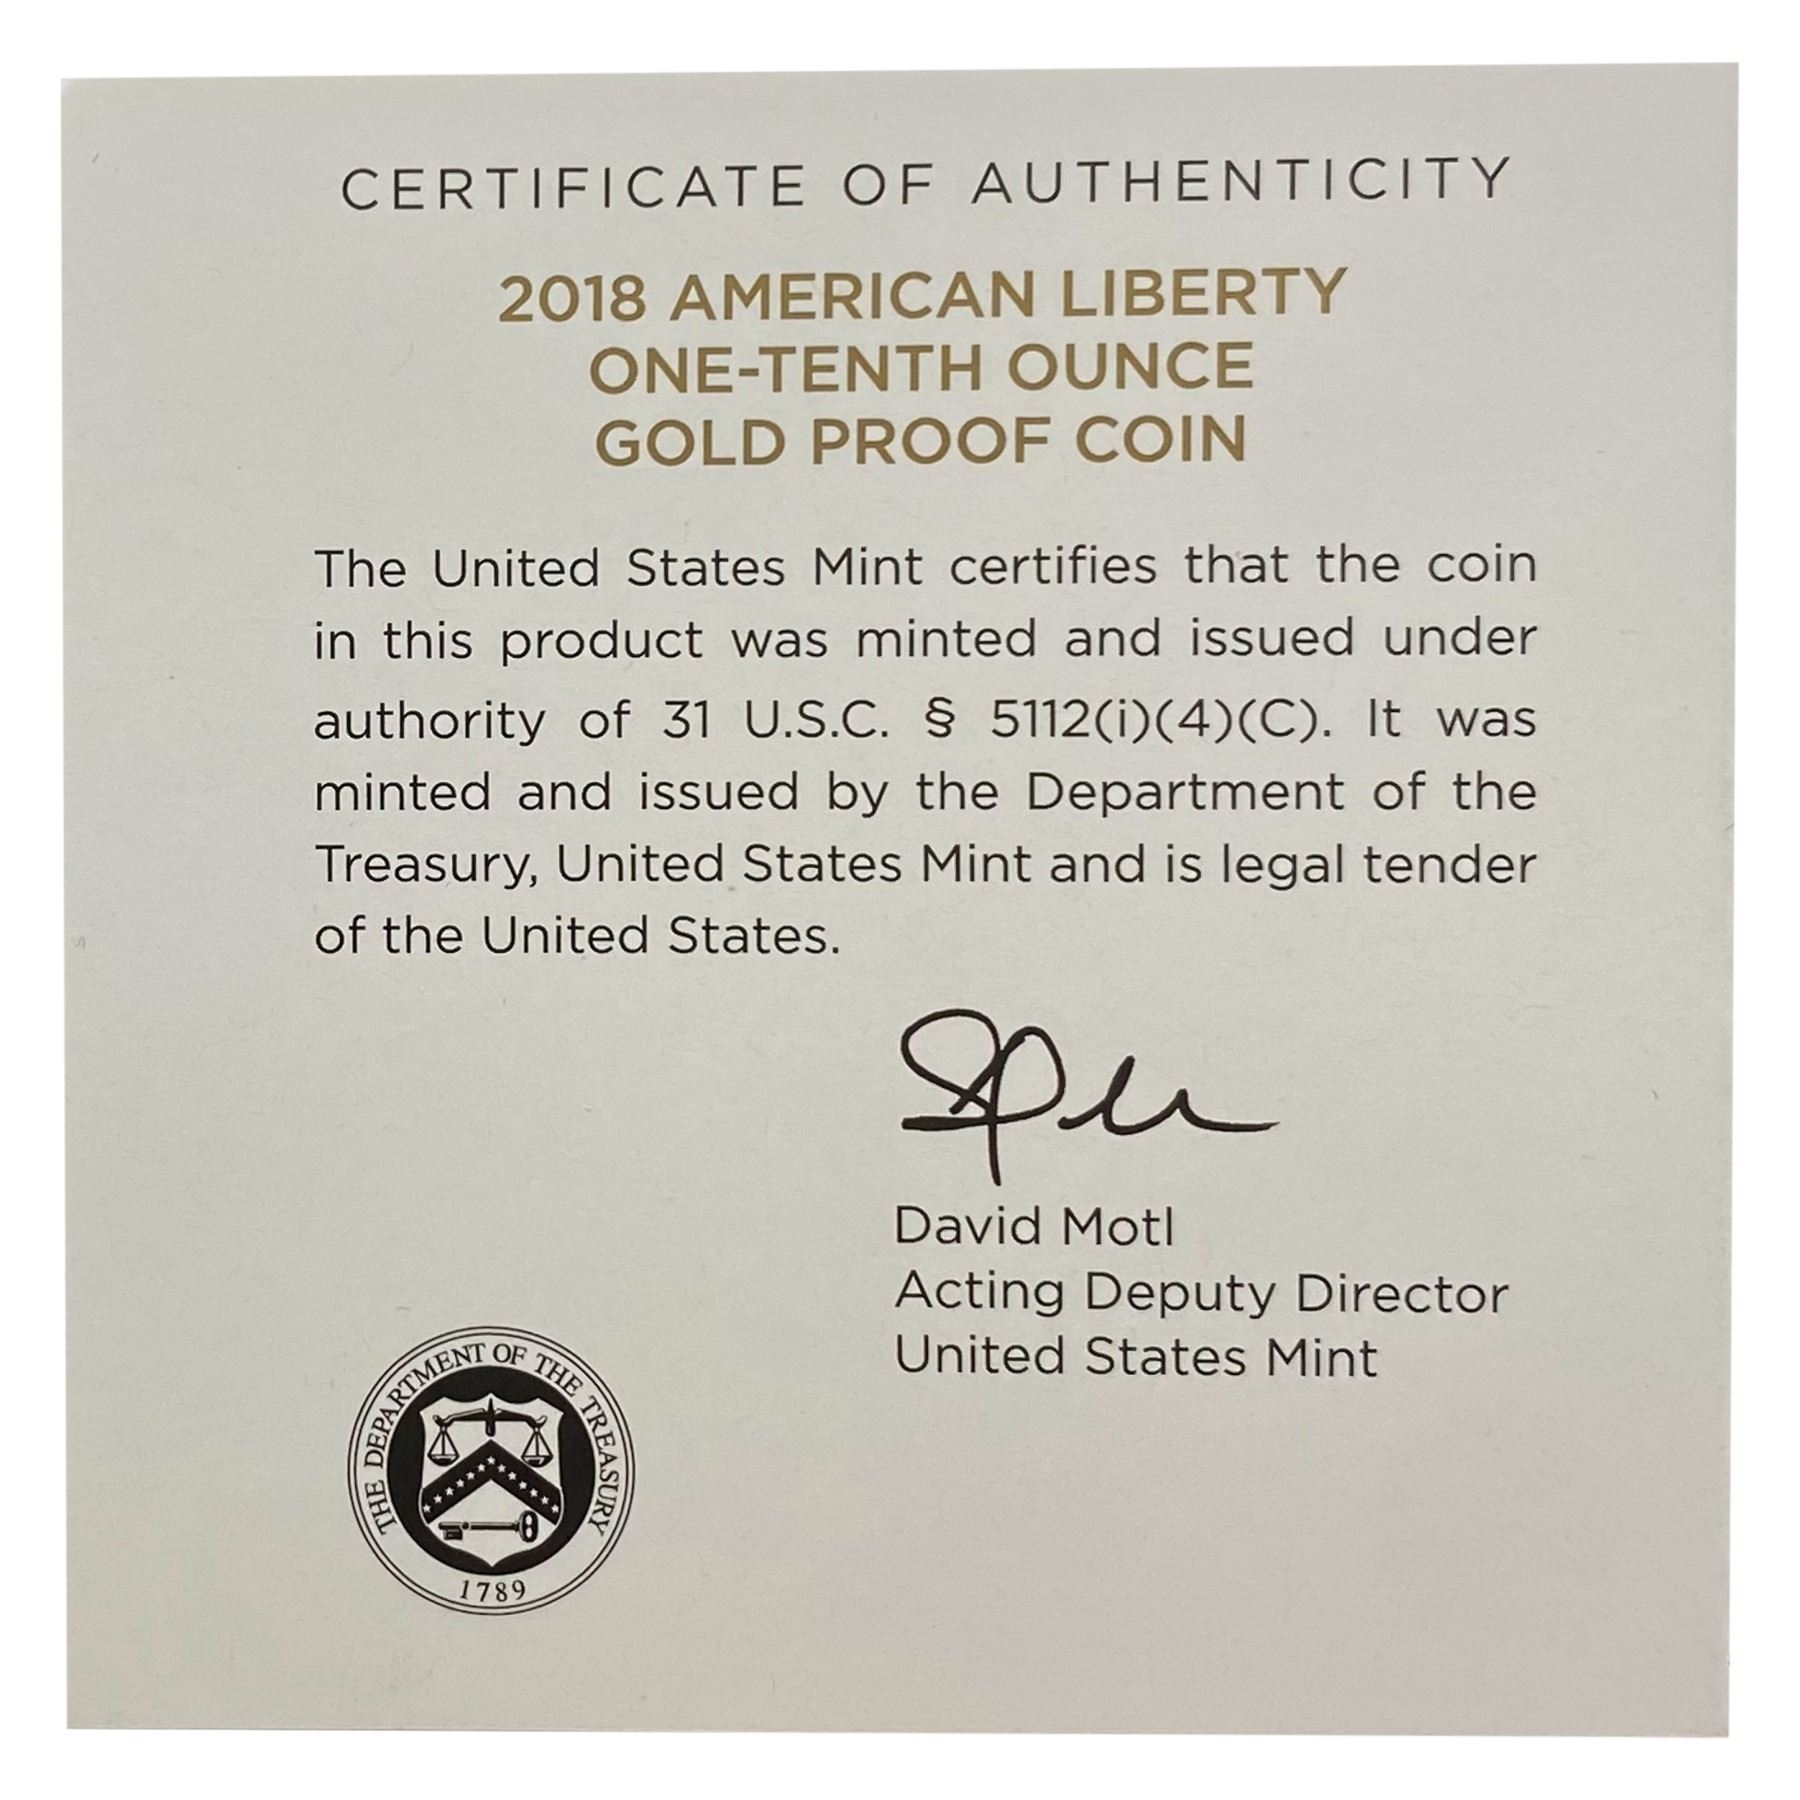 CERTIFICATE OF AUTHENTICITY
2018 AMERICAN LIBERTY
ONE-TENTH OUNCE
GOLD PROOF COIN
The United States Mint certifies that the coin
in this product was minted and issued under
authority of 31 U.S.C. § 5112(i)(4)(C). It was
minted and issued by the Department of the
Treasury, United States Mint and is legal tender
of the United States.
David Motl
Acting Deputy Director
United States Mint
THE DEPARTMENT OF THE TREASURY
1789